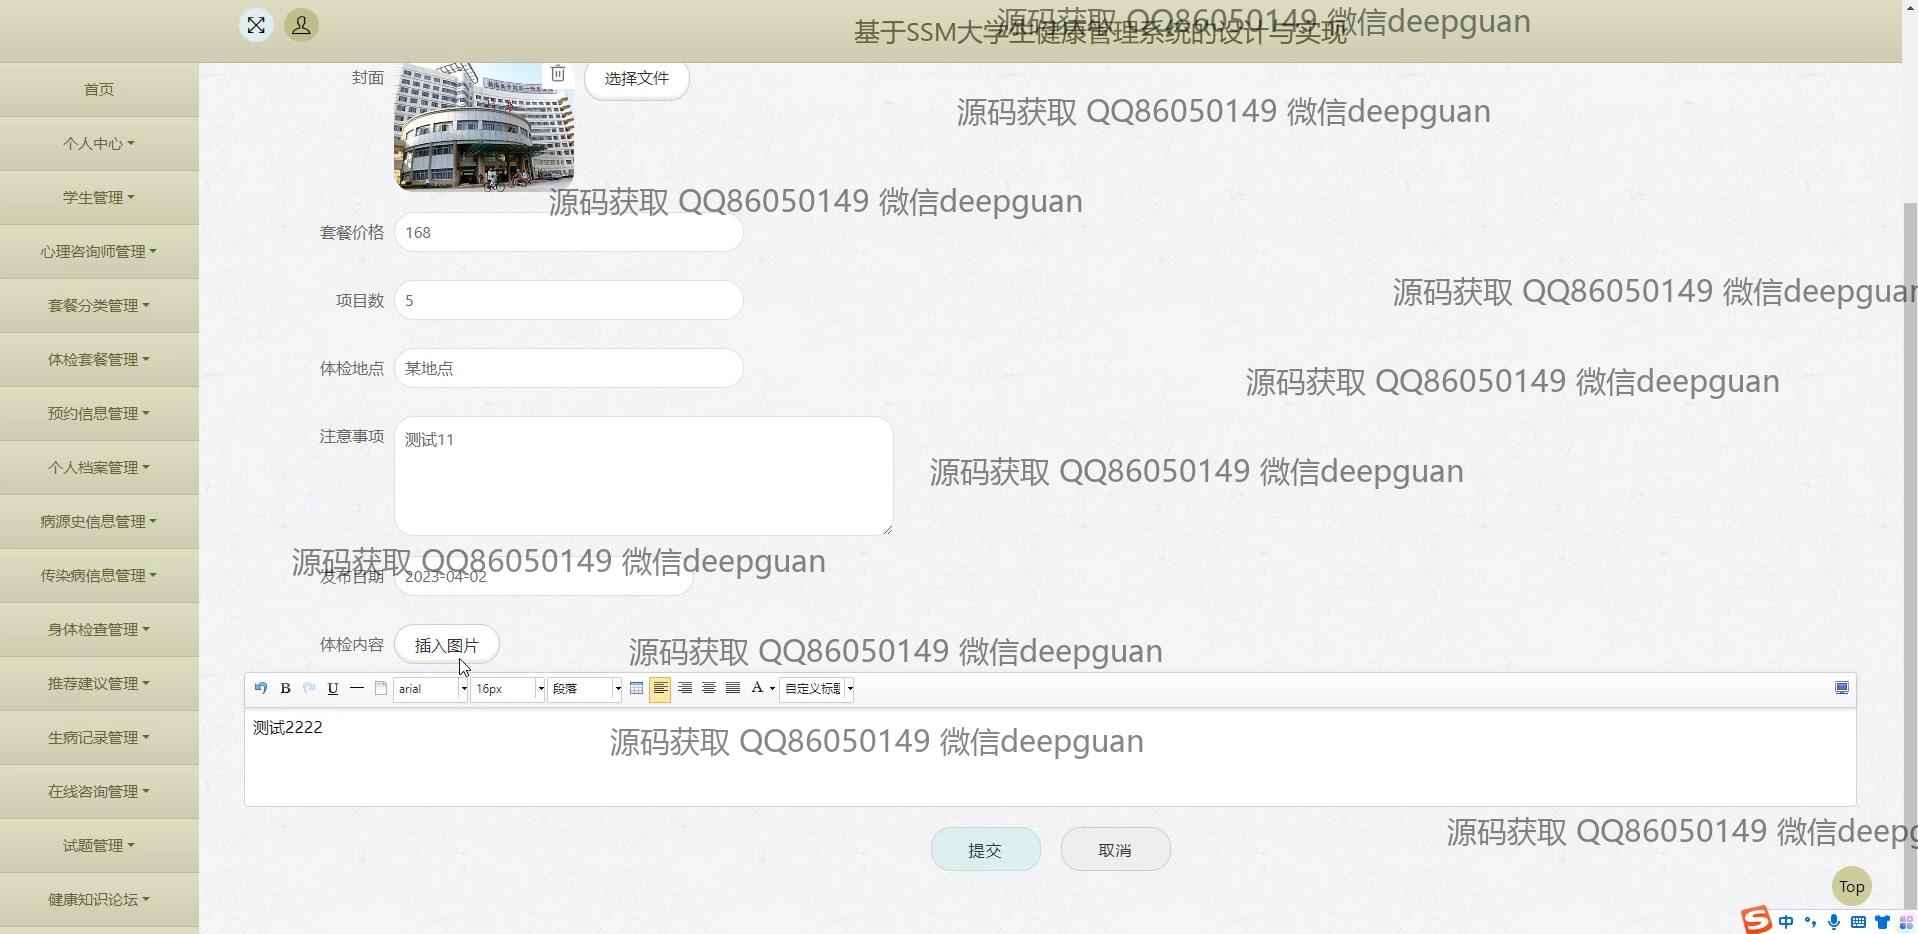 基于SSM大学生健康管理系统的设计与实现
源码获取 QQ86050149 微信deepguan
首页
个人中心
学生管理
心理咨询师管理
套餐分类管理
体检套餐管理
预约信息管理
个人档案管理
病源史信息管理
传染病信息管理
身体检查管理
推荐建议管理
生病记录管理
在线咨询管理
试题管理
健康知识论坛
封面
选择文件
源码获取 QQ86050149 微信deepguan
源码获取 QQ86050149 微信deepguan
套餐价格 168
源码获取 QQ86050149 微信deepguan
项目数 5
体检地点 某地点
源码获取 QQ86050149 微信deepguan
注意事项 测试11
源码获取 QQ86050149 微信deepguan
源码获取 QQ86050149 微信deepguan
发布日期 2023-04-02
体检内容 插入图片
源码获取 QQ86050149 微信deepguan
B U arial 16px 段落 A 自定义标题
测试2222
源码获取 QQ86050149 微信deepguan
提交 取消
源码获取 QQ86050149 微信deepg
Top
中